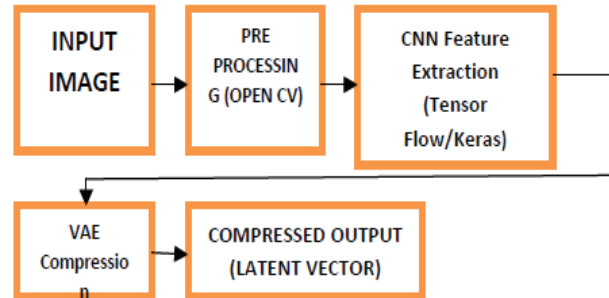 INPUT
IMAGE
PRE
PROCESSIN
G (OPEN CV)
CNN Feature
Extraction
(Tensor
Flow/Keras)
VAE
Compressio
n
COMPRESSED OUTPUT
(LATENT VECTOR)